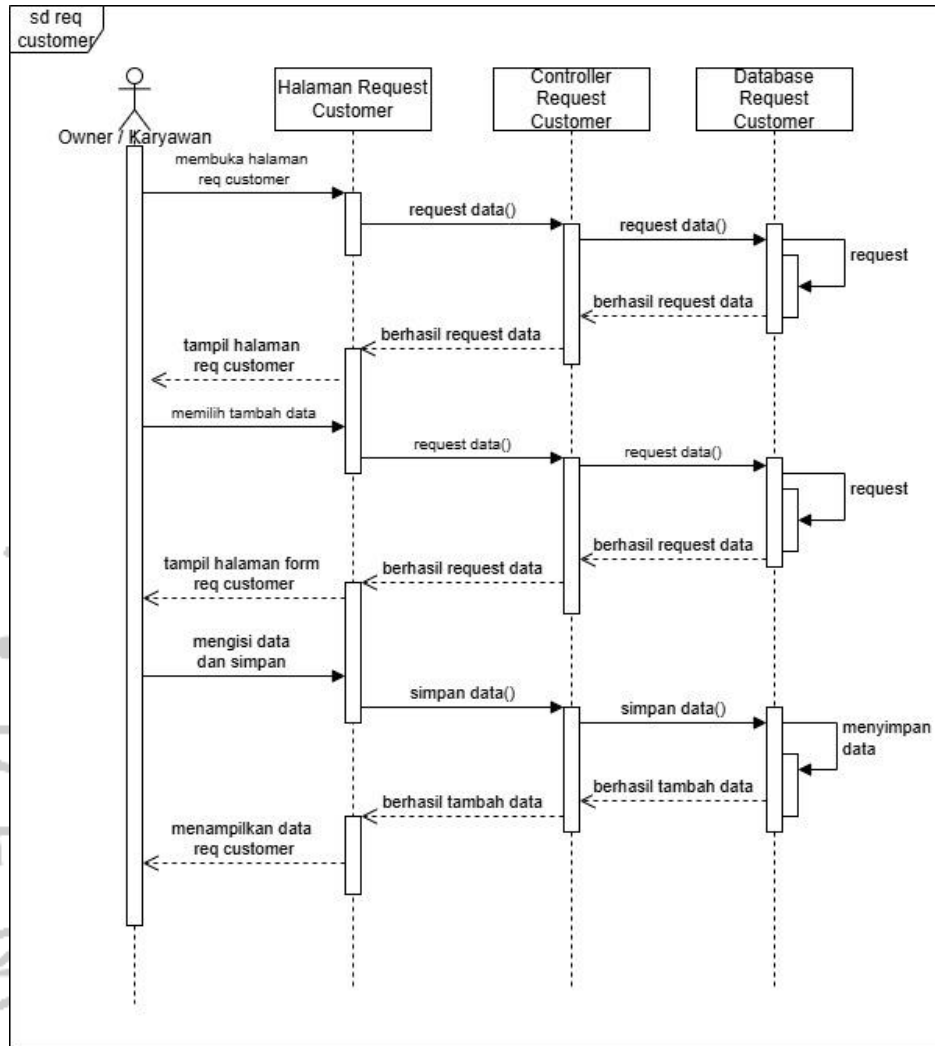 sd req
customer
Halaman Request
Customer
Controller
Request
Customer
Database
Request
Customer
Owner / Karyawan
membuka halaman
req customer
request data()
request data()
request
berhasil request data
berhasil request data
tampil halaman
req customer
memilih tambah data
request data()
request data()
request
berhasil request data
berhasil request data
tampil halaman form
req customer
mengisi data
dan simpan
simpan data()
simpan data()
menyimpan
data
berhasil tambah data
berhasil tambah data
menampilkan data
req customer